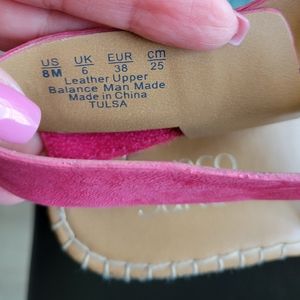 US UK EUR cm
8M 6 38 25
Leather Upper
Balance Man Made
Made in China
TULSA